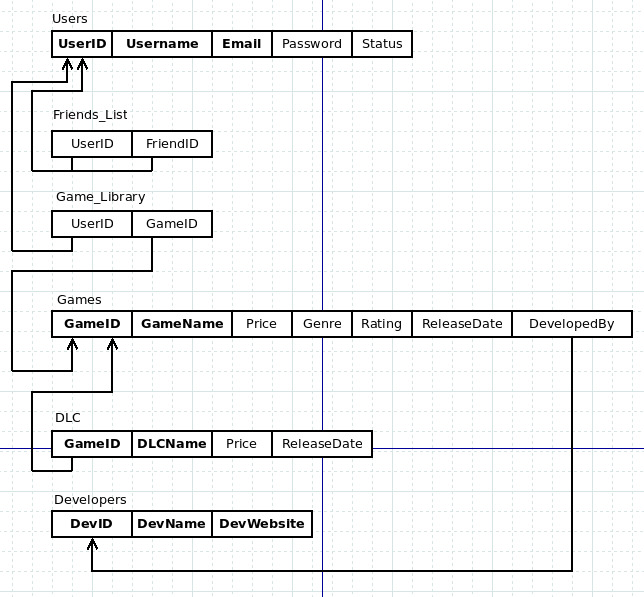 Users
UserID Username Email Password Status
Friends_List
UserID FriendID
Game_Library
UserID GameID
Games
GameID GameName Price Genre Rating ReleaseDate DevelopedBy
DLC
GameID DLCName Price ReleaseDate
Developers
DevID DevName DevWebsite